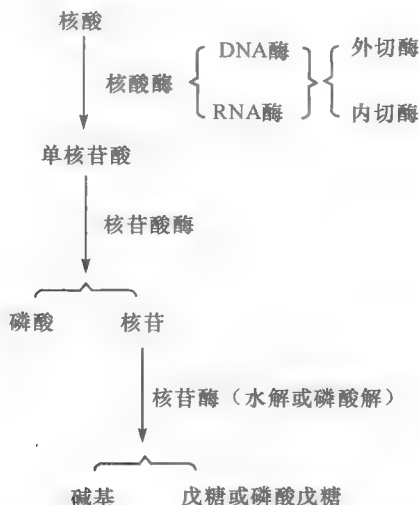 核酸
核酸酶 DNA酶 外切酶
RNA酶 内切酶
单核苷酸
核苷酸酶
磷酸 核苷
核苷酶（水解或磷酸解）
碱基 戊糖或磷酸戊糖